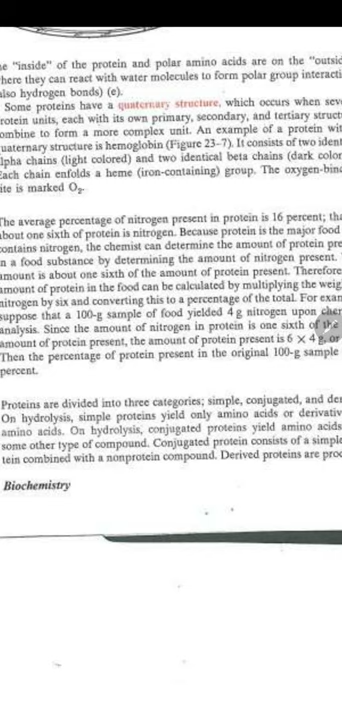 "inside" of the protein and polar amino acids are on the "outsid
here they can react with water molecules to form polar group interacti
also hydrogen bonds) (e).
Some proteins have a quaternary structure, which occurs when sev
rotein units, each with its own primary, secondary, and tertiary struct
ombine to form a more complex unit. An example of a protein wit
uaternary structure is hemoglobin (Figure 23-7). It consists of two ident
lpha chains (light colored) and two identical beta chains (dark color
Each chain enfolds a heme (iron-containing) group. The oxygen-bind
ite is marked O₂.
The average percentage of nitrogen present in protein is 16 percent; tha
about one sixth of protein is nitrogen. Because protein is the major food
contains nitrogen, the chemist can determine the amount of protein pre
n a food substance by determining the amount of nitrogen present.
amount is about one sixth of the amount of protein present. Therefore
amount of protein in the food can be calculated by multiplying the weig
nitrogen by six and converting this to a percentage of the total. For exam
suppose that a 100-g sample of food yielded 4 g nitrogen upon chem
analysis. Since the amount of nitrogen in protein is one sixth of the
amount of protein present, the amount of protein present is 6 × 4 g, or
Then the percentage of protein present in the original 100-g sample
percent.
Proteins are divided into three categories; simple, conjugated, and der
On hydrolysis, simple proteins yield only amino acids or derivativ
amino acids. On hydrolysis, conjugated proteins yield amino acids
some other type of compound. Conjugated protein consists of a simple
tein combined with a nonprotein compound. Derived proteins are prod
Biochemistry